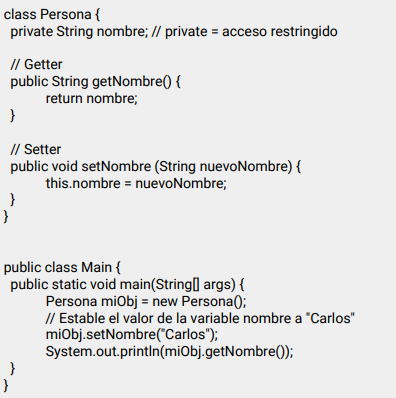 class Persona {
private String nombre; // private = acceso restringido
// Getter
public String getNombre() {
return nombre;
}
// Setter
public void setNombre (String nuevoNombre) {
this.nombre = nuevoNombre;
}
}
public class Main {
public static void main(String[] args) {
Persona miObj = new Persona();
// Estable el valor de la variable nombre a "Carlos"
miObj.setNombre("Carlos");
System.out.println(miObj.getNombre());
}
}